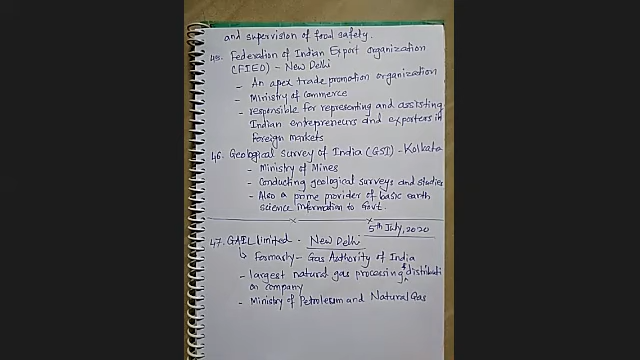 and supervision of food safety.
45. Federation of Indian Export Organization
(FIEO) - New Delhi
- An apex trade promotion organization
- Ministry of Commerce
- responsible for representing and assisting
Indian entrepreneurs and exporters in
foreign markets
46. Geological Survey of India (GSI) - Kolkata
- Ministry of Mines
- Conducting geological surveys and studies
- Also a prime provider of basic earth
science information to Govt.
5th July, 2020
47. GAIL limited - New Delhi
Formerly - Gas Authority of India
- largest natural gas processing & distributi
on company
- Ministry of Petroleum and Natural Gas